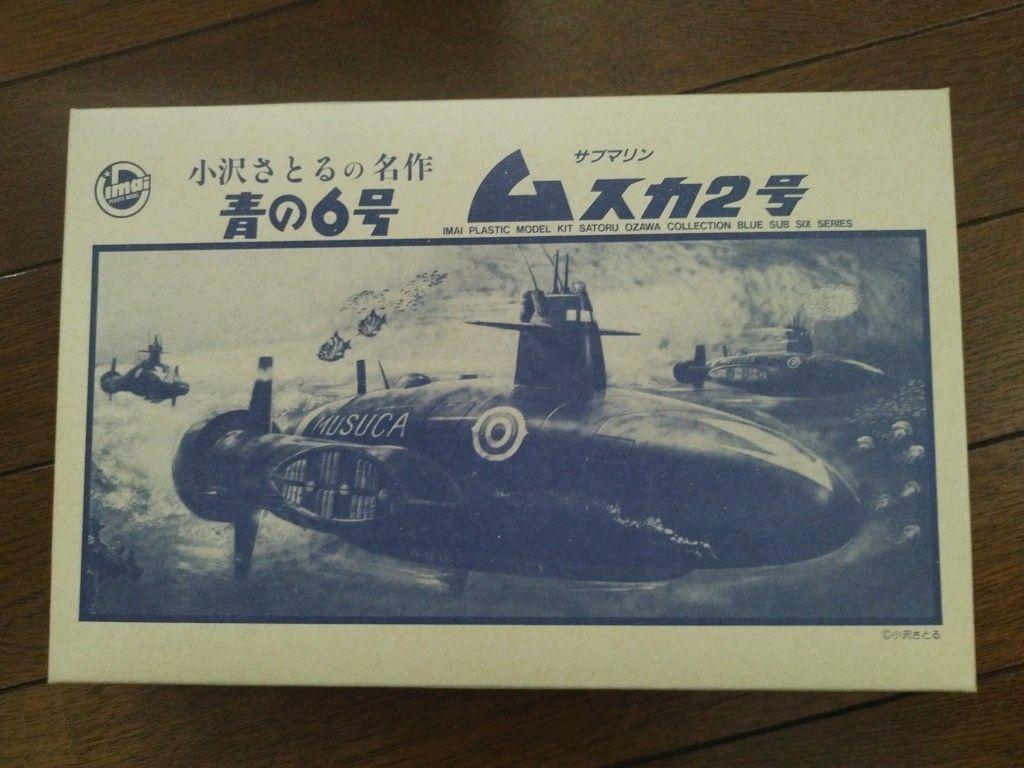 imai
PLASTIC MODEL
小沢さとるの名作
青の6号
サブマリン
ムスカ2号
IMAI PLASTIC MODEL KIT SATORU OZAWA COLLECTION BLUE SUB SIX SERIES
MUSUCA
©小沢さとる